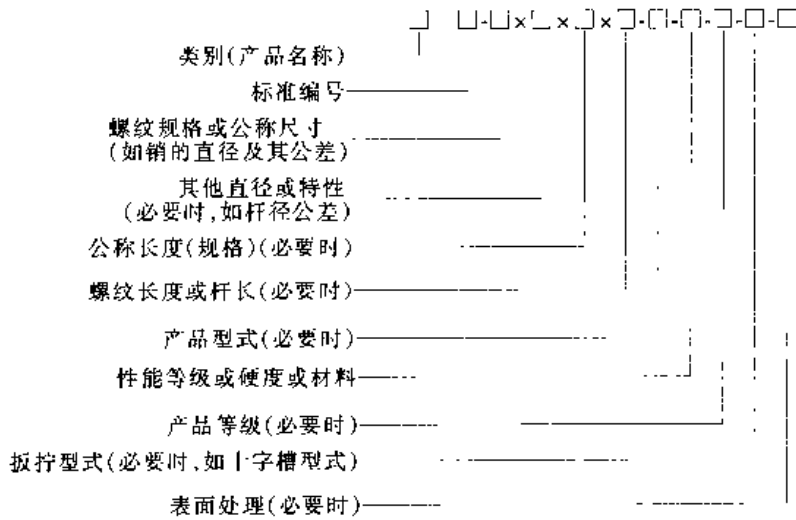 □ □-□×□×□×□-□-□-□-□-□
类别(产品名称)
标准编号
螺纹规格或公称尺寸
(如销的直径及其公差)
其他直径或特性
(必要时,如杆径公差)
公称长度(规格)(必要时)
螺纹长度或杆长(必要时)
产品型式(必要时)
性能等级或硬度或材料
产品等级(必要时)
扳拧型式(必要时,如十字槽型式)
表面处理(必要时)